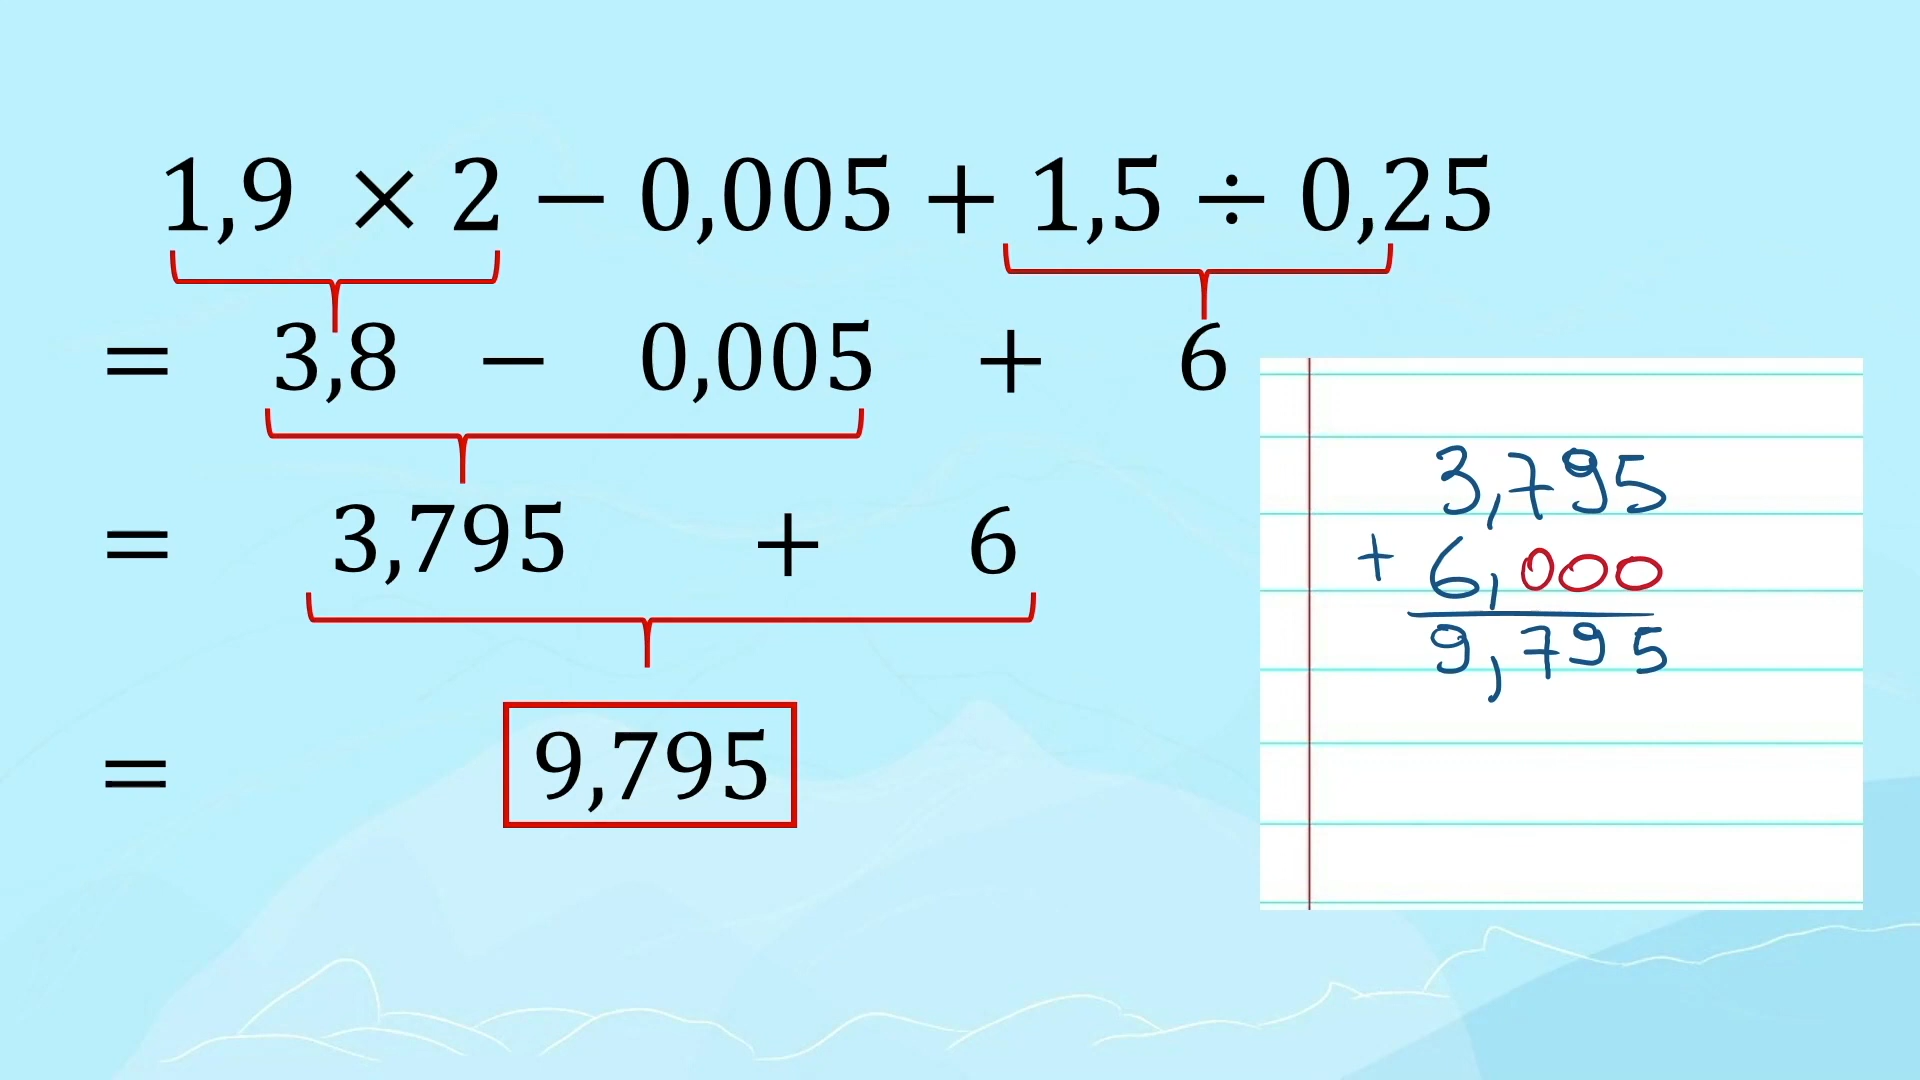 1,9 × 2 − 0,005 + 1,5 ÷ 0,25
= 3,8 − 0,005 + 6
= 3,795 + 6
= 9,795
3,795
+ 6,000
9,795